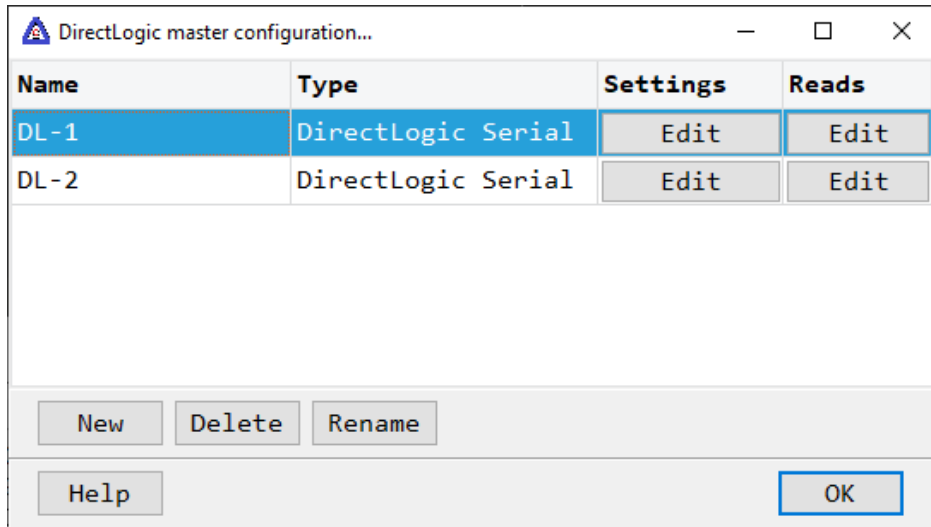 DirectLogic master configuration...
Name Type Settings Reads
DL-1 DirectLogic Serial Edit Edit
DL-2 DirectLogic Serial Edit Edit
New Delete Rename
Help OK